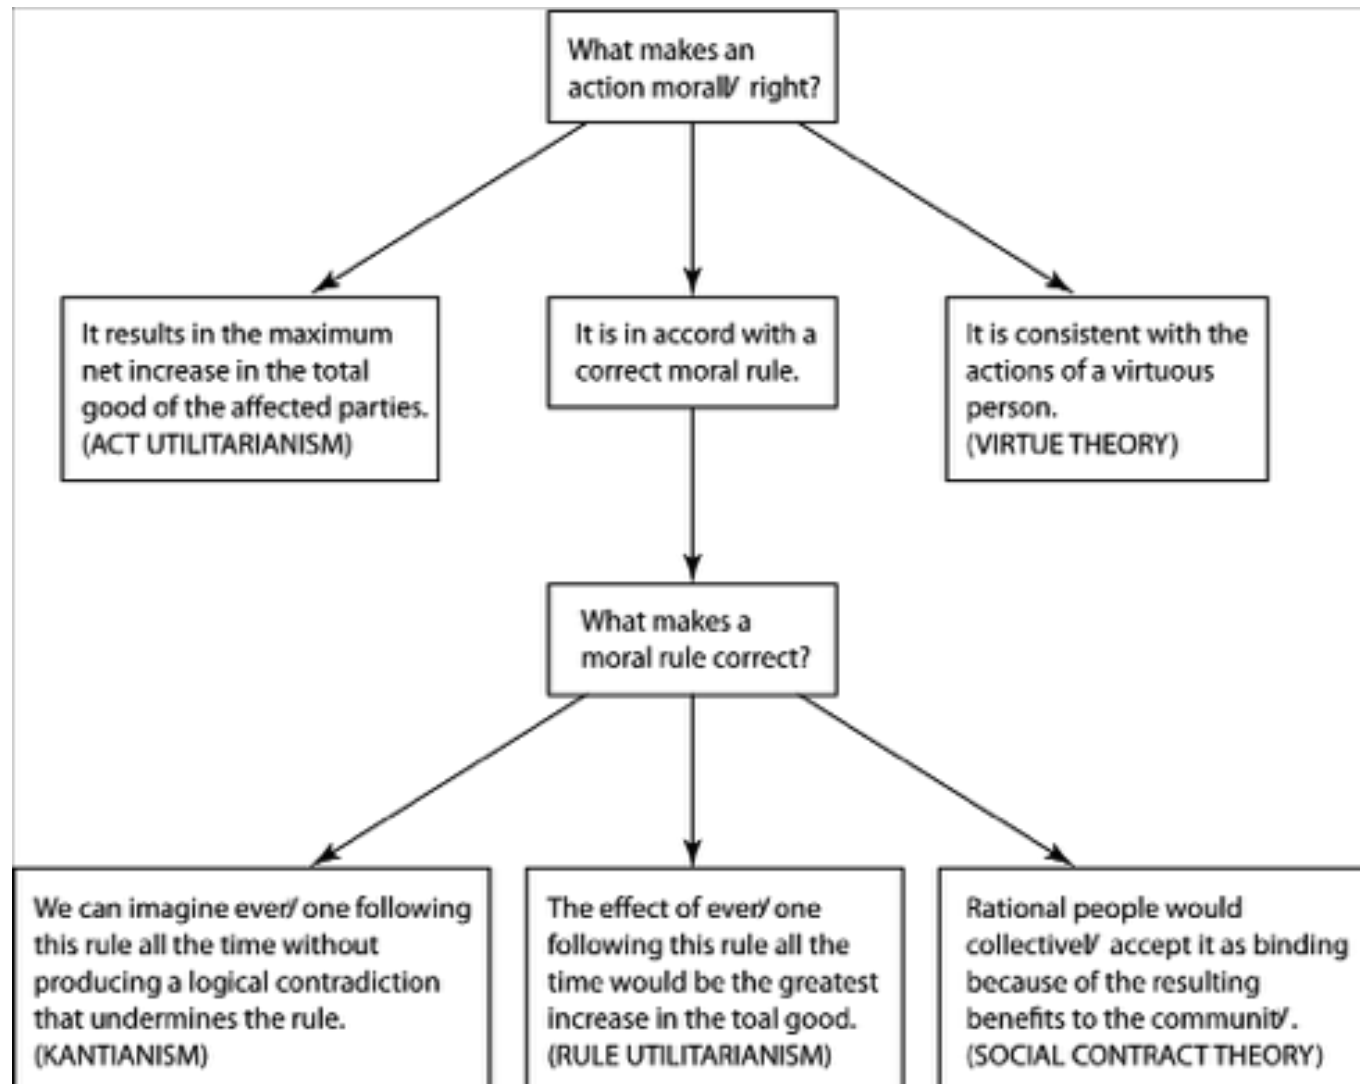 What makes an
action morally right?
It results in the maximum
net increase in the total
good of the affected parties.
(ACT UTILITARIANISM)
It is in accord with a
correct moral rule.
It is consistent with the
actions of a virtuous
person.
(VIRTUE THEORY)
What makes a
moral rule correct?
We can imagine every one following
this rule all the time without
producing a logical contradiction
that undermines the rule.
(KANTIANISM)
The effect of every one
following this rule all the
time would be the greatest
increase in the toal good.
(RULE UTILITARIANISM)
Rational people would
collectively accept it as binding
because of the resulting
benefits to the community.
(SOCIAL CONTRACT THEORY)